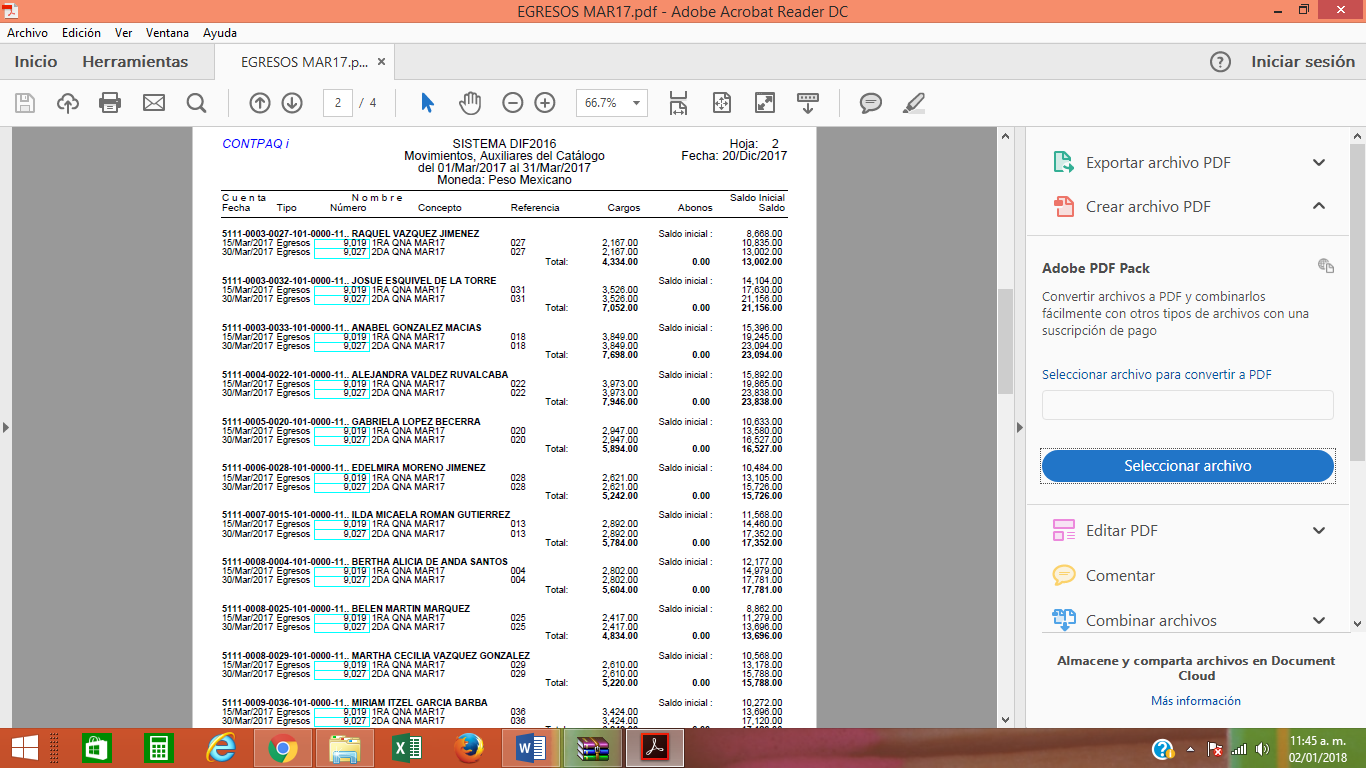 EGRESOS MAR17.pdf - Adobe Acrobat Reader DC
Archivo Edición Ver Ventana Ayuda
Inicio Herramientas EGRESOS MAR17.p... × ? Iniciar sesión
2 / 4 66.7%
CONTPAQ i SISTEMA DIF2016 Hoja: 2
Movimientos, Auxiliares del Catálogo Fecha: 20/Dic/2017
del 01/Mar/2017 al 31/Mar/2017
Moneda: Peso Mexicano
C u e n t a N o m b r e Saldo Inicial
Fecha Tipo Número Concepto Referencia Cargos Abonos Saldo
5111-0003-0027-101-0000-11.. RAQUEL VAZQUEZ JIMENEZ Saldo inicial : 8,668.00
15/Mar/2017 Egresos 9,019 1RA QNA MAR17 027 2,167.00 10,835.00
30/Mar/2017 Egresos 9,027 2DA QNA MAR17 027 2,167.00 13,002.00
Total: 4,334.00 0.00 13,002.00
5111-0003-0032-101-0000-11.. JOSUE ESQUIVEL DE LA TORRE Saldo inicial : 14,104.00
15/Mar/2017 Egresos 9,019 1RA QNA MAR17 031 3,526.00 17,630.00
30/Mar/2017 Egresos 9,027 2DA QNA MAR17 031 3,526.00 21,156.00
Total: 7,052.00 0.00 21,156.00
5111-0003-0033-101-0000-11.. ANABEL GONZALEZ MACIAS Saldo inicial : 15,396.00
15/Mar/2017 Egresos 9,019 1RA QNA MAR17 018 3,849.00 19,245.00
30/Mar/2017 Egresos 9,027 2DA QNA MAR17 018 3,849.00 23,094.00
Total: 7,698.00 0.00 23,094.00
5111-0004-0022-101-0000-11.. ALEJANDRA VALDEZ RUVALCABA Saldo inicial : 15,892.00
15/Mar/2017 Egresos 9,019 1RA QNA MAR17 022 3,973.00 19,865.00
30/Mar/2017 Egresos 9,027 2DA QNA MAR17 022 3,973.00 23,838.00
Total: 7,946.00 0.00 23,838.00
5111-0005-0020-101-0000-11.. GABRIELA LOPEZ BECERRA Saldo inicial : 10,633.00
15/Mar/2017 Egresos 9,019 1RA QNA MAR17 020 2,947.00 13,580.00
30/Mar/2017 Egresos 9,027 2DA QNA MAR17 020 2,947.00 16,527.00
Total: 5,894.00 0.00 16,527.00
5111-0006-0028-101-0000-11.. EDELMIRA MORENO JIMENEZ Saldo inicial : 10,484.00
15/Mar/2017 Egresos 9,019 1RA QNA MAR17 028 2,621.00 13,105.00
30/Mar/2017 Egresos 9,027 2DA QNA MAR17 028 2,621.00 15,726.00
Total: 5,242.00 0.00 15,726.00
5111-0007-0015-101-0000-11.. ILDA MICAELA ROMAN GUTIERREZ Saldo inicial : 11,568.00
15/Mar/2017 Egresos 9,019 1RA QNA MAR17 013 2,892.00 14,460.00
30/Mar/2017 Egresos 9,027 2DA QNA MAR17 013 2,892.00 17,352.00
Total: 5,784.00 0.00 17,352.00
5111-0008-0004-101-0000-11.. BERTHA ALICIA DE ANDA SANTOS Saldo inicial : 12,177.00
15/Mar/2017 Egresos 9,019 1RA QNA MAR17 004 2,802.00 14,979.00
30/Mar/2017 Egresos 9,027 2DA QNA MAR17 004 2,802.00 17,781.00
Total: 5,604.00 0.00 17,781.00
5111-0008-0025-101-0000-11.. BELEN MARTIN MARQUEZ Saldo inicial : 8,862.00
15/Mar/2017 Egresos 9,019 1RA QNA MAR17 025 2,417.00 11,279.00
30/Mar/2017 Egresos 9,027 2DA QNA MAR17 025 2,417.00 13,696.00
Total: 4,834.00 0.00 13,696.00
5111-0008-0029-101-0000-11.. MARTHA CECILIA VAZQUEZ GONZALEZ Saldo inicial : 10,568.00
15/Mar/2017 Egresos 9,019 1RA QNA MAR17 029 2,610.00 13,178.00
30/Mar/2017 Egresos 9,027 2DA QNA MAR17 029 2,610.00 15,788.00
Total: 5,220.00 0.00 15,788.00
5111-0009-0036-101-0000-11.. MIRIAM ITZEL GARCIA BARBA Saldo inicial : 10,272.00
15/Mar/2017 Egresos 9,019 1RA QNA MAR17 036 3,424.00 13,696.00
30/Mar/2017 Egresos 9,027 2DA QNA MAR17 036 3,424.00 17,120.00
Exportar archivo PDF
Crear archivo PDF
Adobe PDF Pack
Convertir archivos a PDF y combinarlos
fácilmente con otros tipos de archivos con una
suscripción de pago
Seleccionar archivo para convertir a PDF
Seleccionar archivo
Editar PDF
Comentar
Combinar archivos
Almacene y comparta archivos en Document
Cloud
Más información
11:45 a. m.
02/01/2018